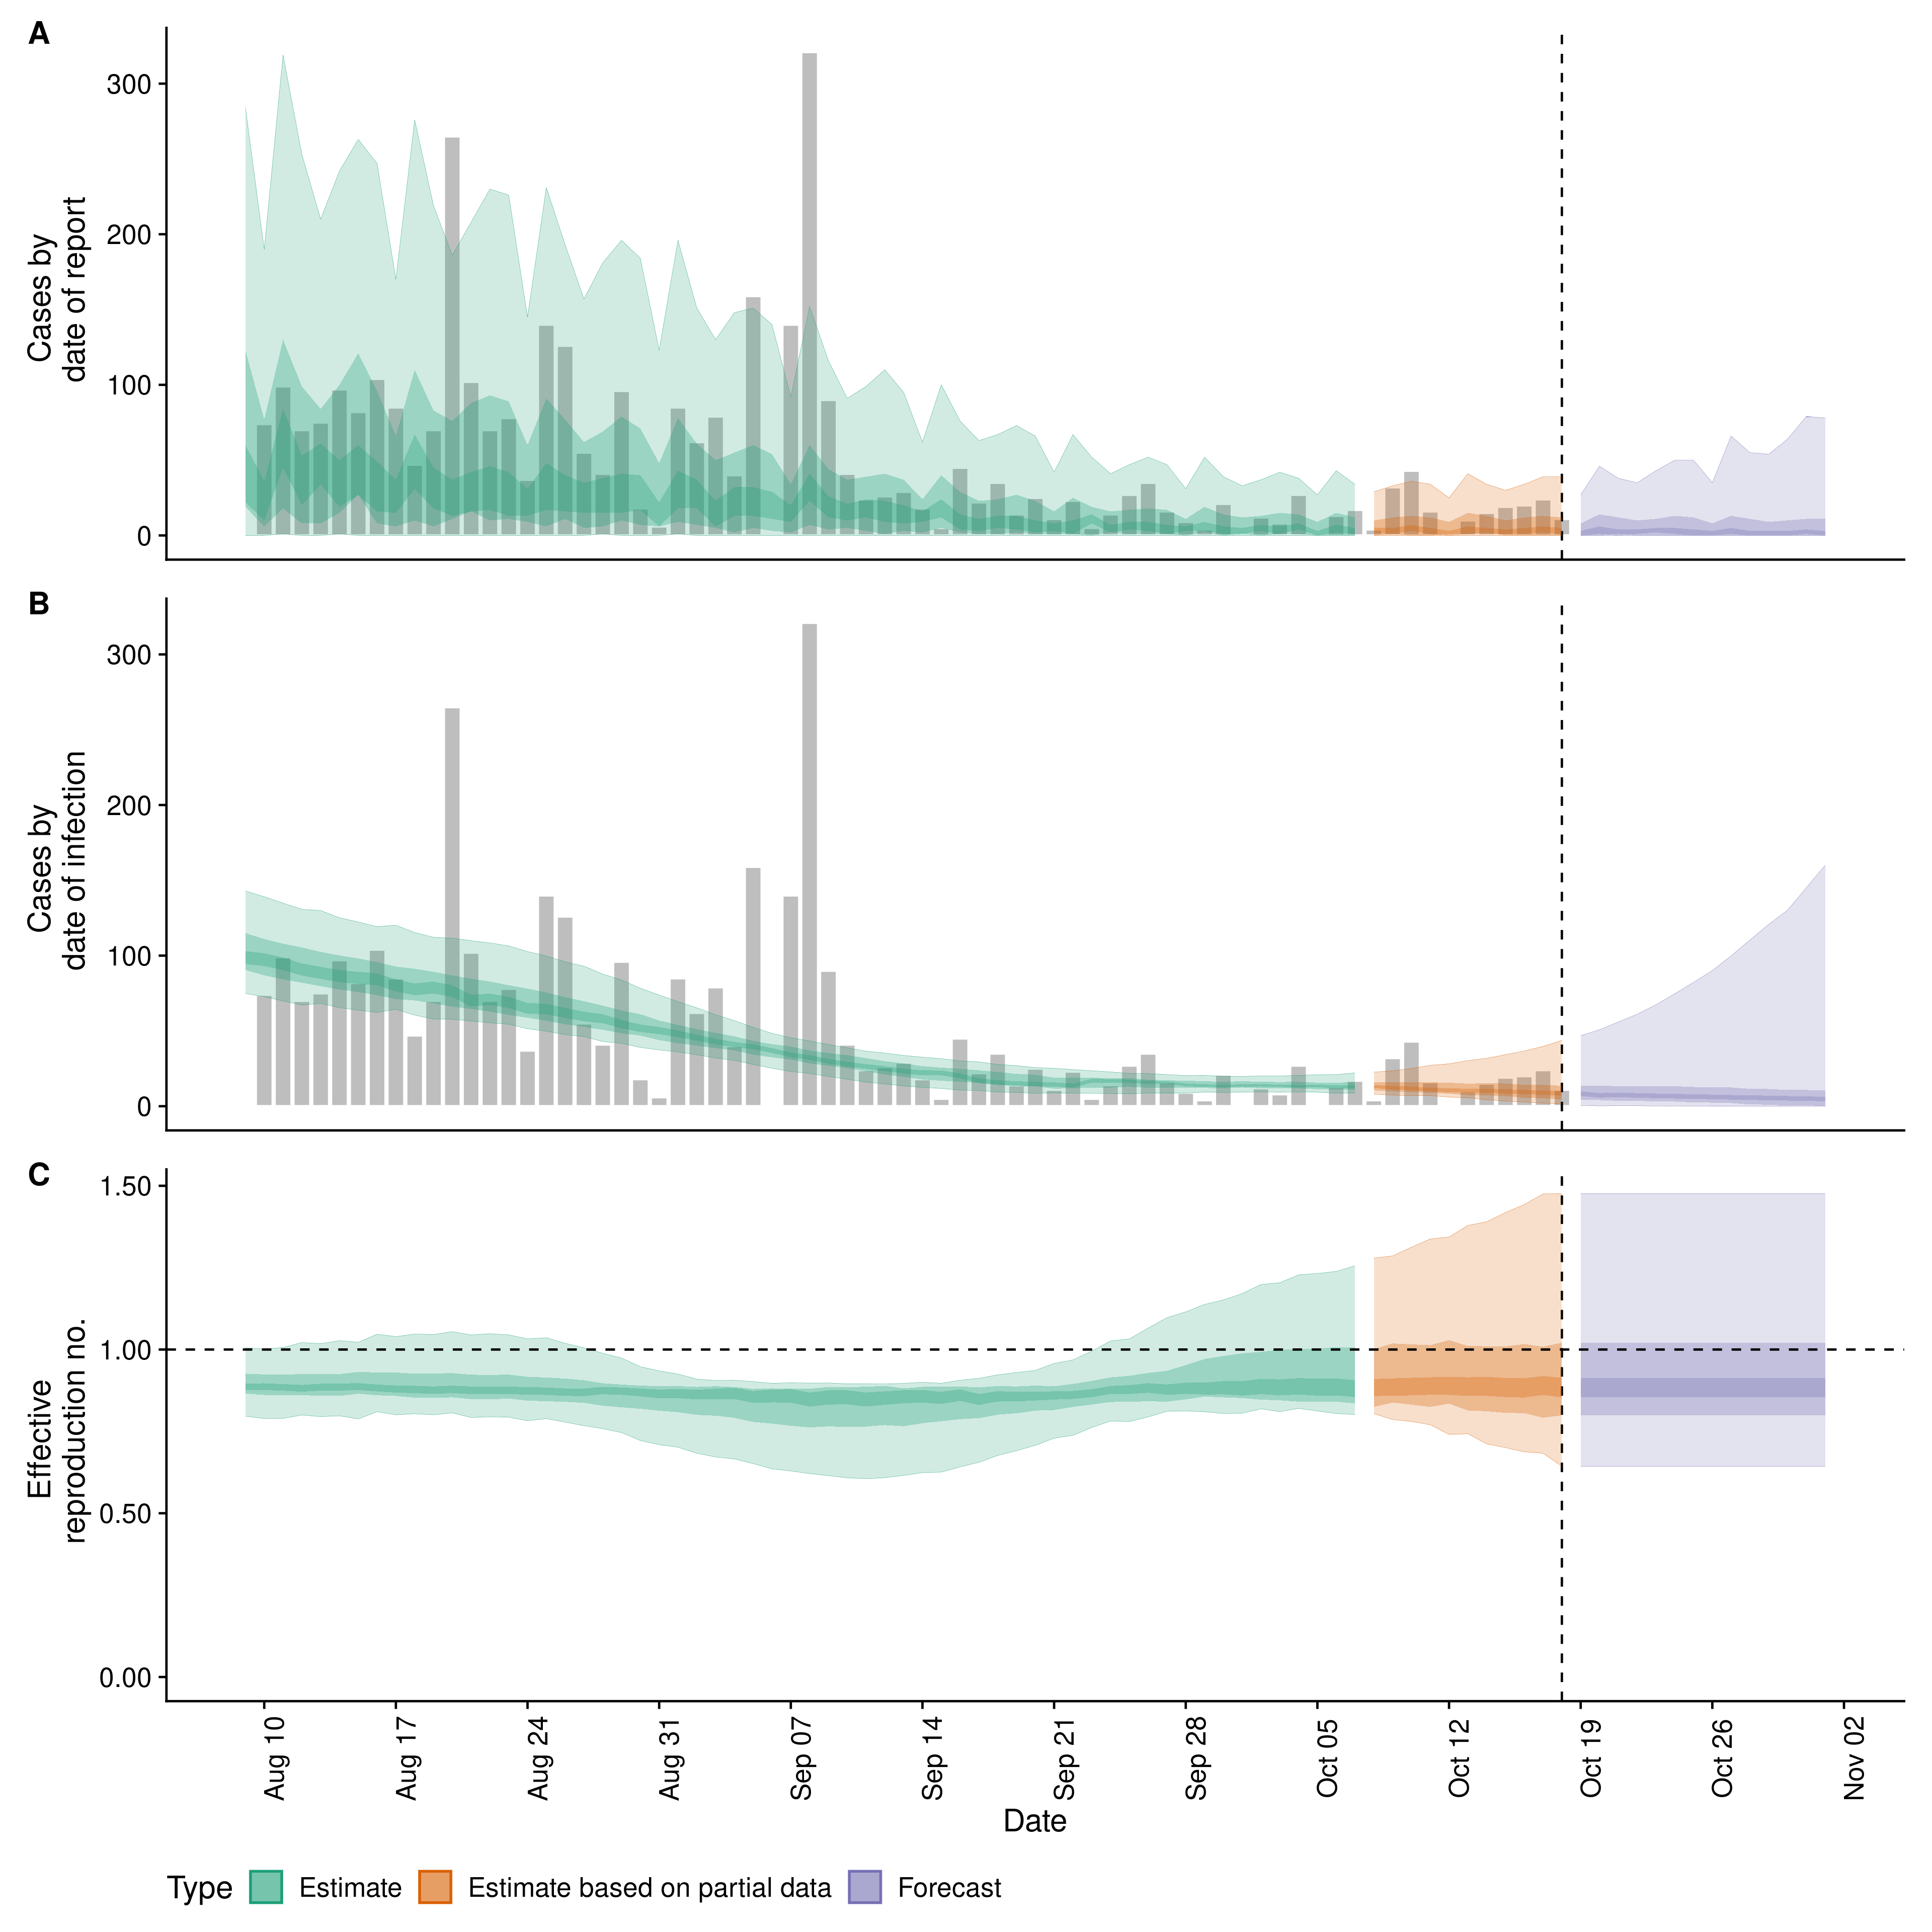 A
Cases by
date of report
300
200
100
0
B
Cases by
date of infection
300
200
100
0
C
Effective
reproduction no.
1.50
1.00
0.50
0.00
Aug 10
Aug 17
Aug 24
Aug 31
Sep 07
Sep 14
Sep 21
Sep 28
Oct 05
Oct 12
Oct 19
Oct 26
Nov 02
Date
Type Estimate Estimate based on partial data Forecast